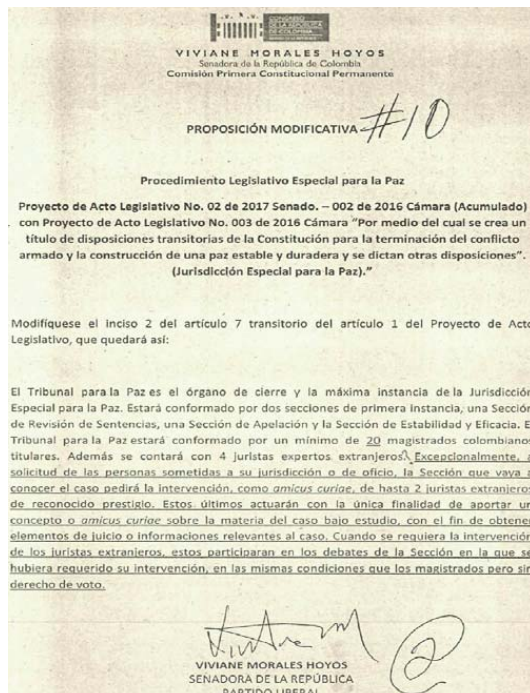 CONGRESO
DE LA REPÚBLICA
DE COLOMBIA
VIVIANE MORALES HOYOS
Senadora de la República de Colombia
Comisión Primera Constitucional Permanente
PROPOSICIÓN MODIFICATIVA #10
Procedimiento Legislativo Especial para la Paz
Proyecto de Acto Legislativo No. 02 de 2017 Senado. – 002 de 2016 Cámara (Acumulado)
con Proyecto de Acto Legislativo No. 003 de 2016 Cámara “Por medio del cual se crea un
título de disposiciones transitorias de la Constitución para la terminación del conflicto
armado y la construcción de una paz estable y duradera y se dictan otras disposiciones”.
(Jurisdicción Especial para la Paz).”
Modifíquese el inciso 2 del artículo 7 transitorio del artículo 1 del Proyecto de Acto
Legislativo, que quedará así:
El Tribunal para la Paz es el órgano de cierre y la máxima instancia de la Jurisdicción
Especial para la Paz. Estará conformado por dos secciones de primera instancia, una Sección
de Revisión de Sentencias, una Sección de Apelación y la Sección de Estabilidad y Eficacia. E
Tribunal para la Paz estará conformado por un mínimo de 20 magistrados colombianos
titulares. Además se contará con 4 juristas expertos extranjeros. Excepcionalmente, a
solicitud de las personas sometidas a su jurisdicción o de oficio, la Sección que vaya a
conocer el caso pedirá la intervención, como amicus curiae, de hasta 2 juristas extranjero
de reconocido prestigio. Estos últimos actuarán con la única finalidad de aportar un
concepto o amicus curiae sobre la materia del caso bajo estudio, con el fin de obtene
elementos de juicio o informaciones relevantes al caso. Cuando se requiera la intervención
de los juristas extranjeros, estos participaran en los debates de la Sección en la que se
hubiera requerido su intervención, en las mismas condiciones que los magistrados pero sin
derecho de voto.
VIVIANE MORALES HOYOS
SENADORA DE LA REPÚBLICA
PARTIDO LIBERAL
2